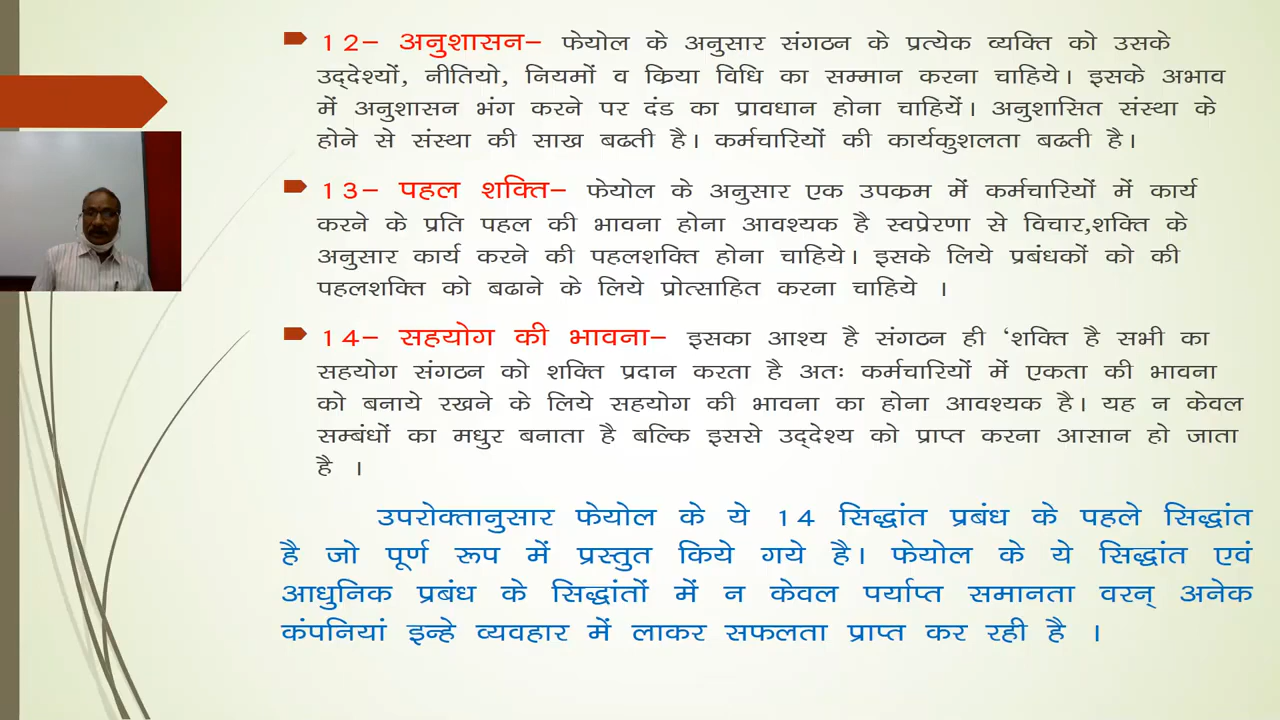 12– अनुशासन– फेयोल के अनुसार संगठन के प्रत्येक व्यक्ति को उसके
उद्देश्यों, नीतियो, नियमों व क्रिया विधि का सम्मान करना चाहिये। इसके अभाव
में अनुशासन भंग करने पर दंड का प्रावधान होना चाहियें। अनुशासित संस्था के
होने से संस्था की साख बढती है। कर्मचारियों की कार्यकुशलता बढती है।
13– पहल शक्ति– फेयोल के अनुसार एक उपक्रम में कर्मचारियों में कार्य
करने के प्रति पहल की भावना होना आवश्यक है स्वप्रेरणा से विचार,शक्ति के
अनुसार कार्य करने की पहलशक्ति होना चाहिये। इसके लिये प्रबंधकों को की
पहलशक्ति को बढाने के लिये प्रोत्साहित करना चाहिये ।
14– सहयोग की भावना– इसका आश्य है संगठन ही ‘शक्ति है सभी का
सहयोग संगठन को शक्ति प्रदान करता है अतः कर्मचारियों में एकता की भावना
को बनाये रखने के लिये सहयोग की भावना का होना आवश्यक है। यह न केवल
सम्बंधों का मधुर बनाता है बल्कि इससे उद्देश्य को प्राप्त करना आसान हो जाता
है ।
उपरोक्तानुसार फेयोल के ये 14 सिद्धांत प्रबंध के पहले सिद्धांत
है जो पूर्ण रूप में प्रस्तुत किये गये है। फेयोल के ये सिद्धांत एवं
आधुनिक प्रबंध के सिद्धांतों में न केवल पर्याप्त समानता वरन् अनेक
कंपनियां इन्हे व्यवहार में लाकर सफलता प्राप्त कर रही है ।